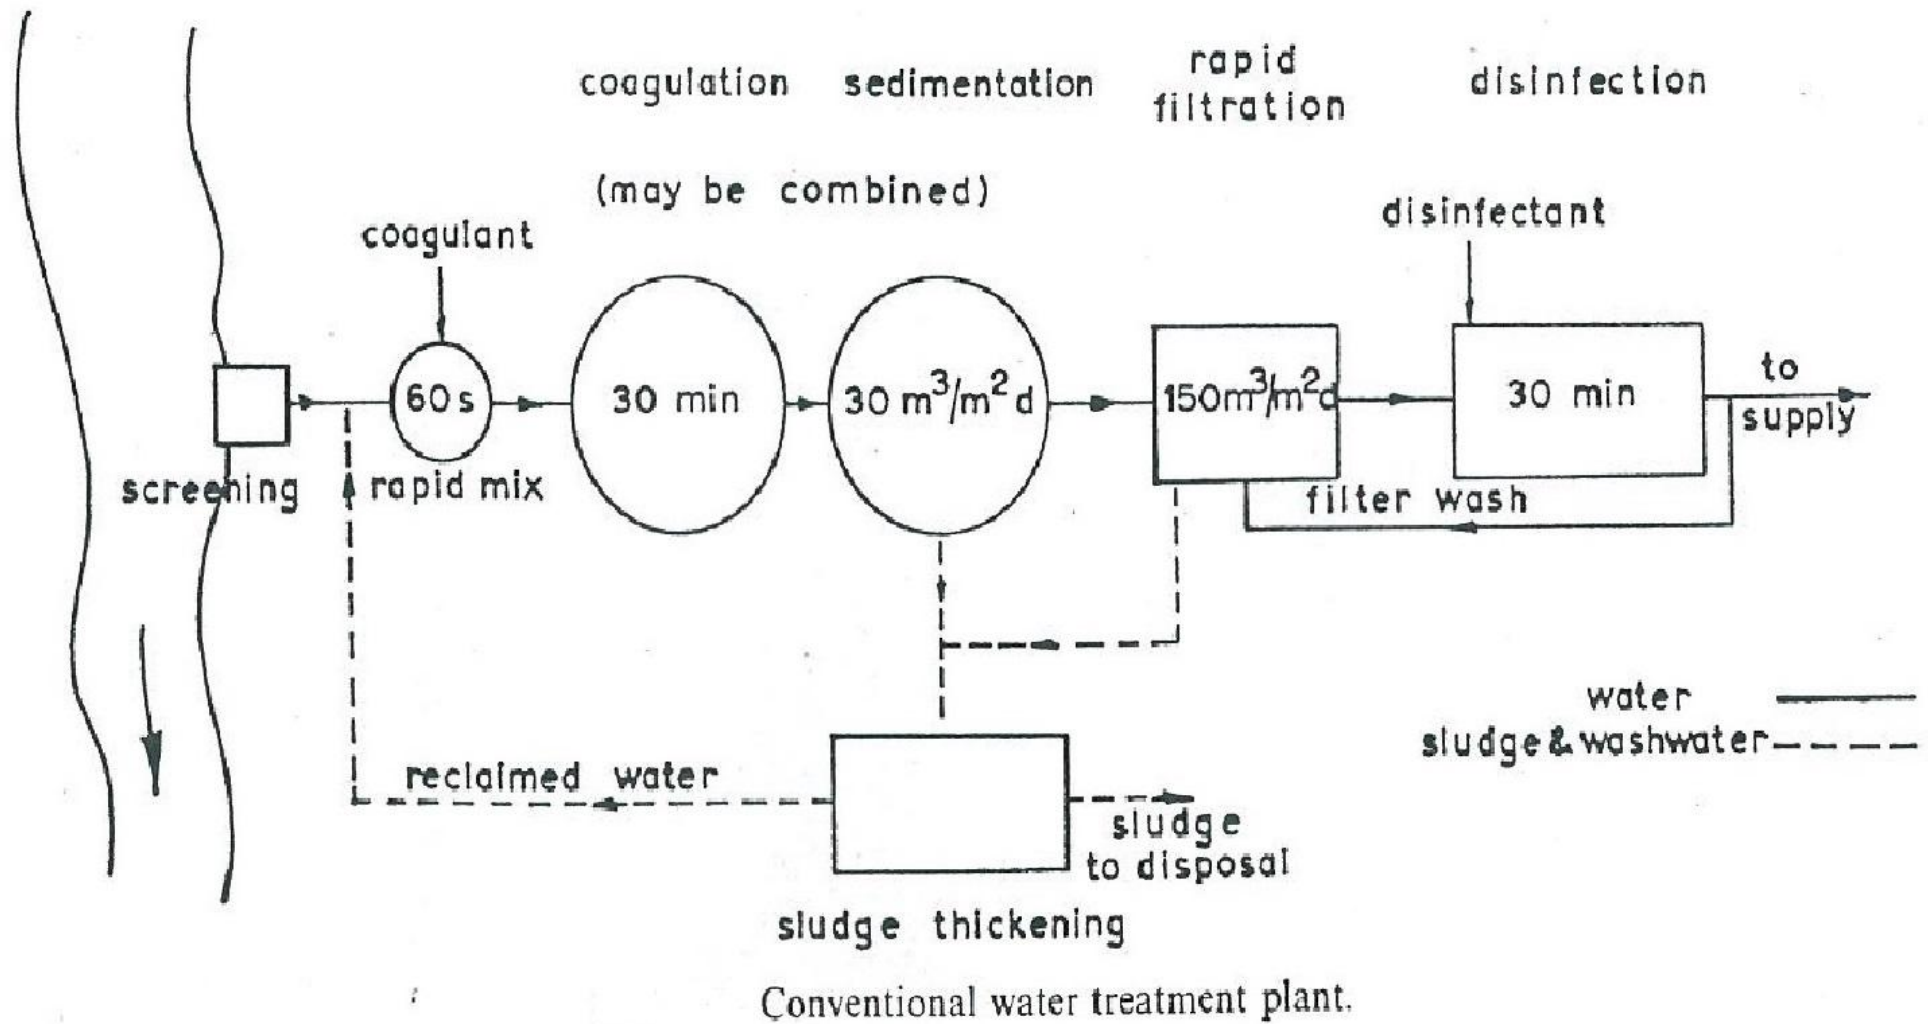 coagulation sedimentation
rapid
filtration
disinfection
(may be combined)
coagulant
disinfectant
60s
30 min
30 m³/m²d
150m³/m²d
30 min
to
supply
screening
rapid mix
filter wash
water
sludge & washwater
reclaimed water
sludge
to disposal
sludge thickening
Conventional water treatment plant.